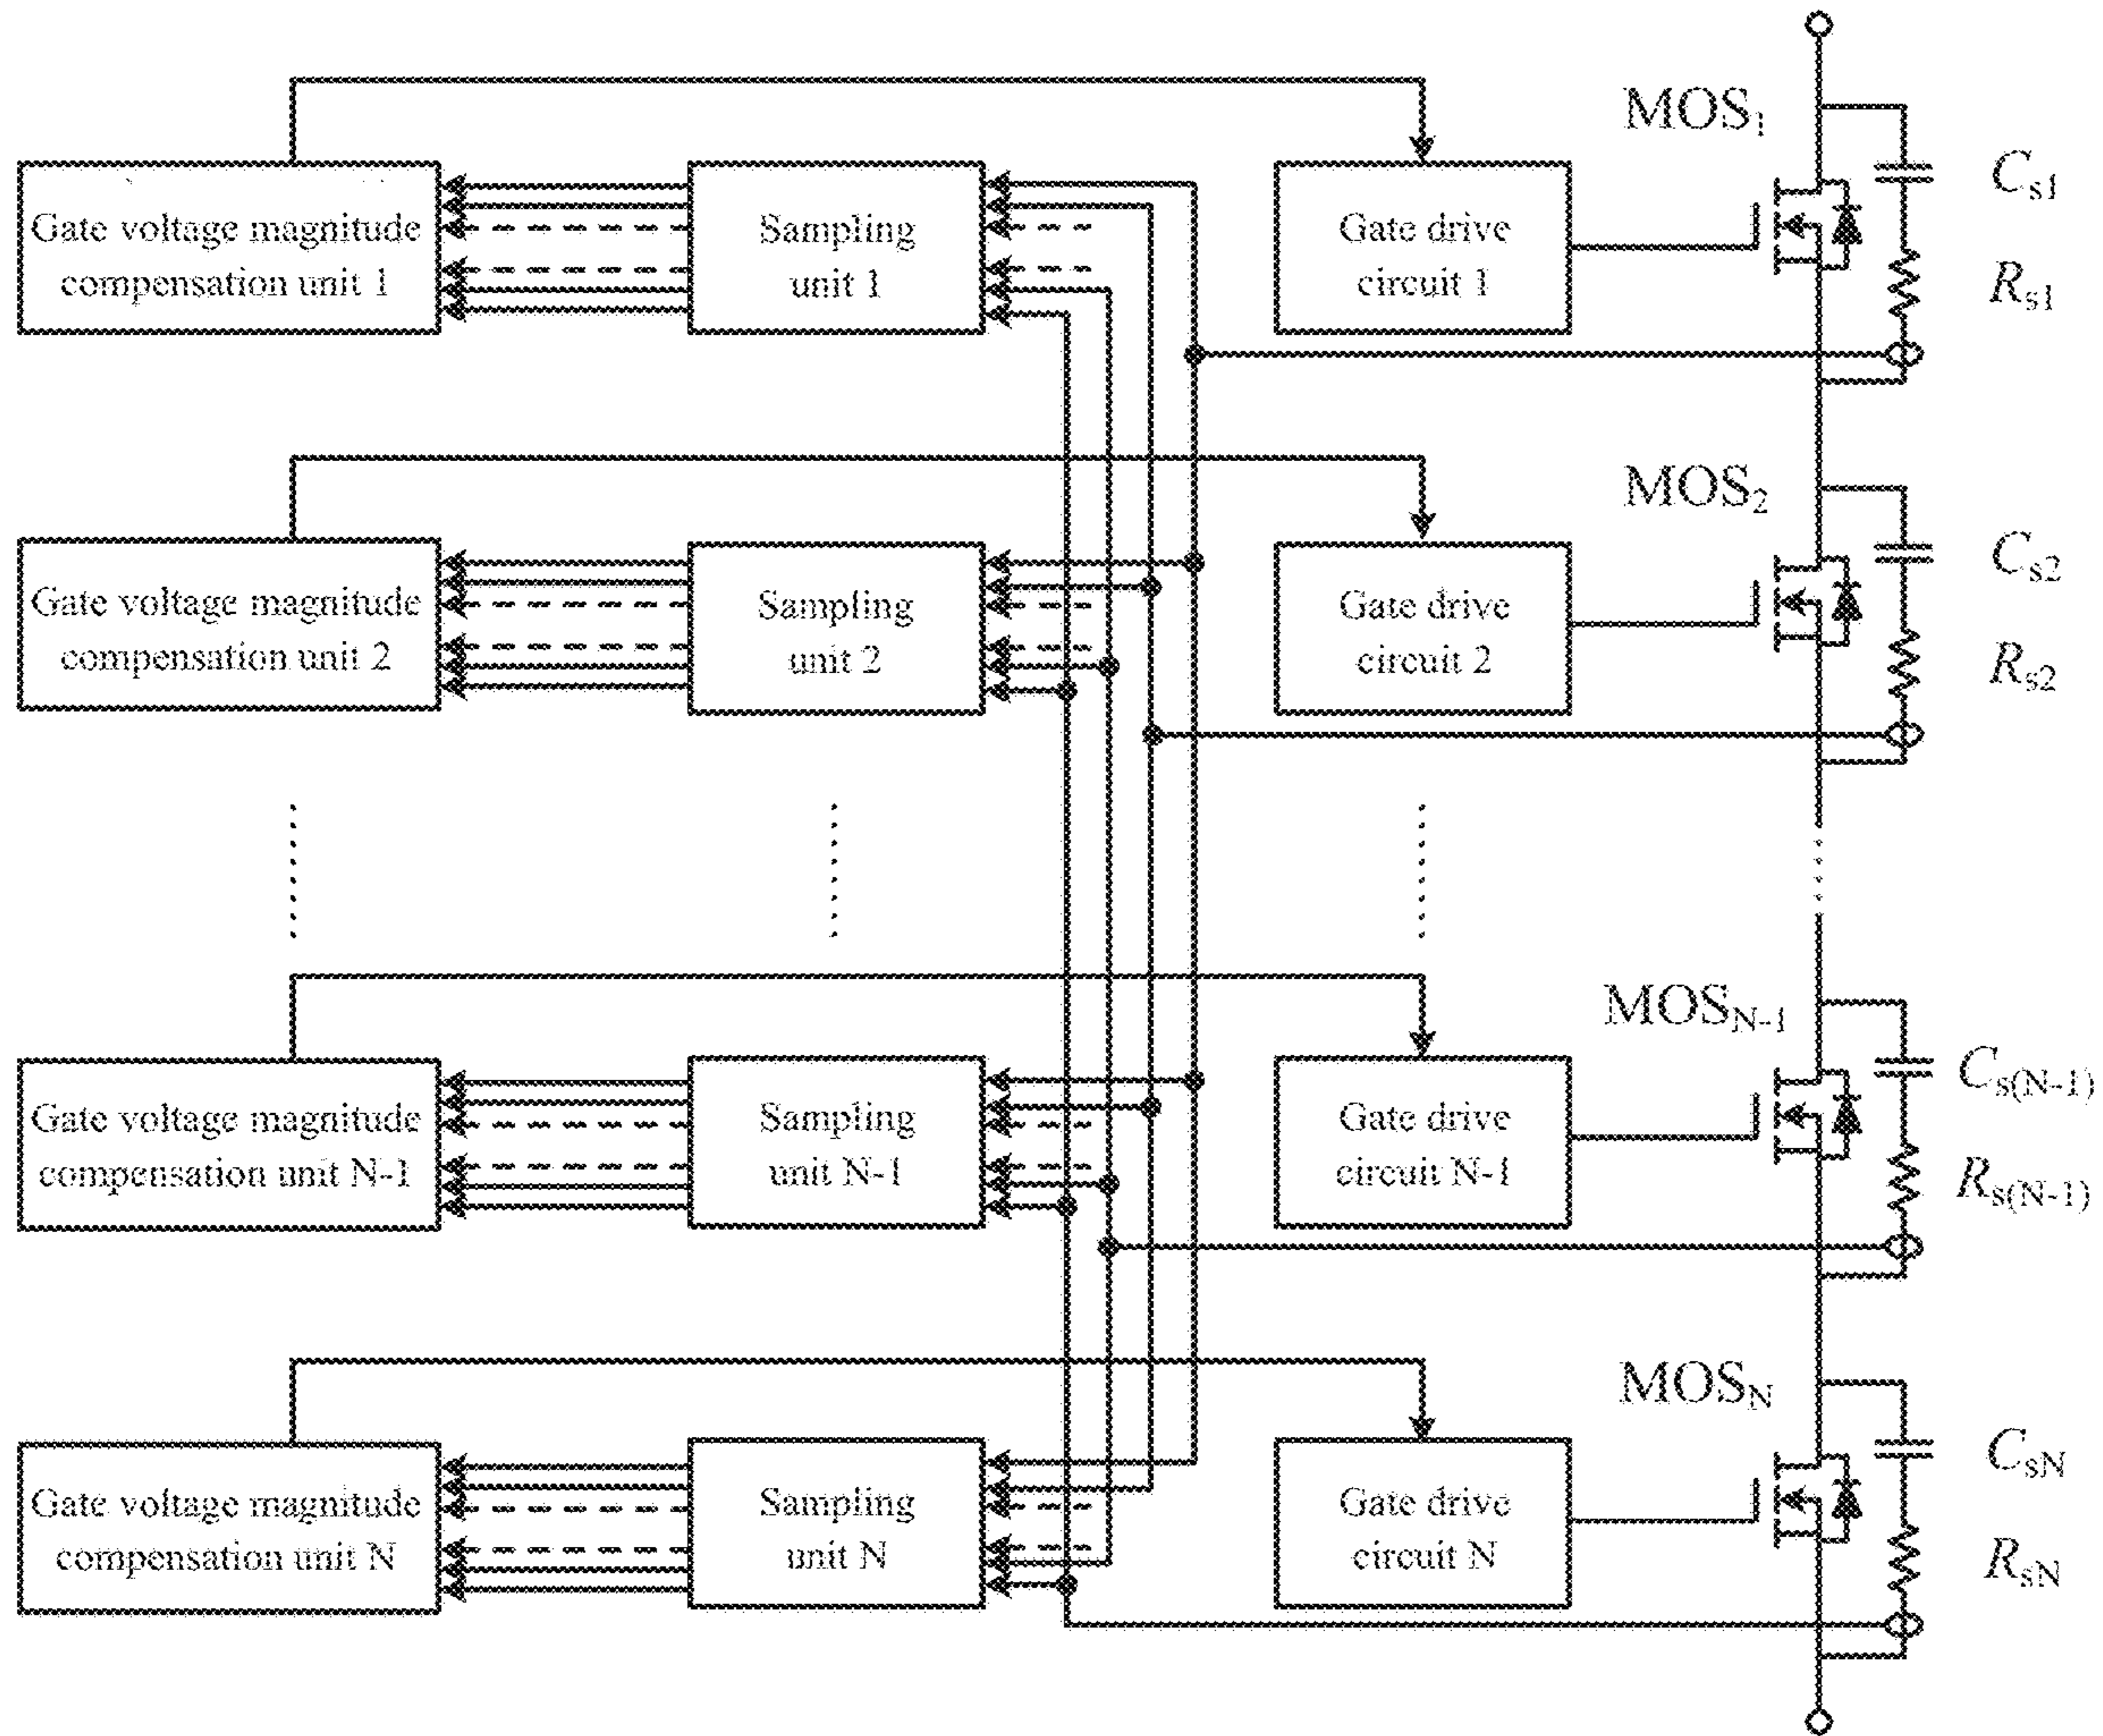 MOS₁
Gate voltage magnitude
compensation unit 1
Sampling
unit 1
Gate drive
circuit 1
Cs1
Rs1
MOS₂
Gate voltage magnitude
compensation unit 2
Sampling
unit 2
Gate drive
circuit 2
Cs2
Rs2
MOSN-1
Gate voltage magnitude
compensation unit N-1
Sampling
unit N-1
Gate drive
circuit N-1
Cs(N-1)
Rs(N-1)
MOSN
Gate voltage magnitude
compensation unit N
Sampling
unit N
Gate drive
circuit N
CsN
RsN